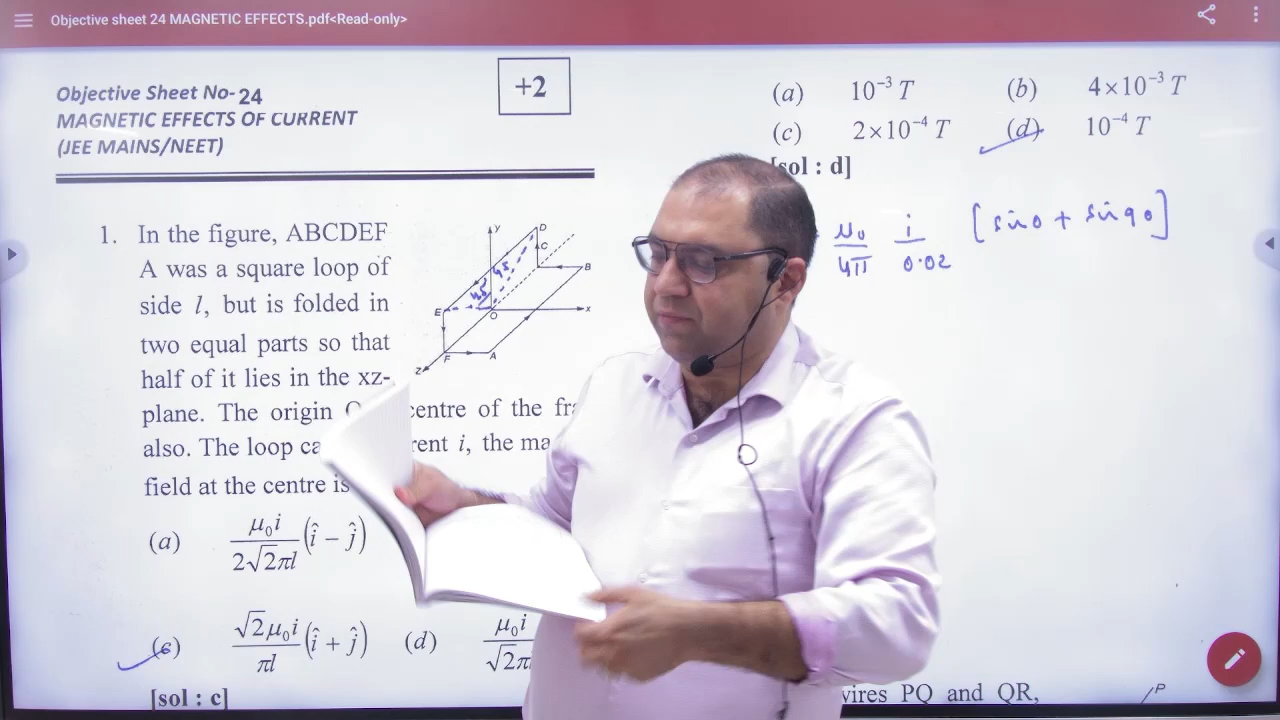 Objective sheet 24 MAGNETIC EFFECTS.pdf<Read-only>
Objective Sheet No-24
+2
MAGNETIC EFFECTS OF CURRENT
(JEE MAINS/NEET)
1. In the figure, ABCDEF
A was a square loop of
side l, but is folded in
two equal parts so that
half of it lies in the xz-
plane. The origin centre of the
also. The loop current i, the
field at the centre is
y
D
C
45
B
45
E
O
x
F
A
z
(a) μ₀i / 2√2πl (î − ĵ)
(c) √2μ₀i / πl (î + ĵ) (d) μ₀i
[sol : c]
(a) 10⁻³ T (b) 4×10⁻³ T
(c) 2×10⁻⁴ T (d) 10⁻⁴ T
[sol : d]
μ₀/4π i/0.02 [sin0 + sin90]
wires PQ and QR,
P